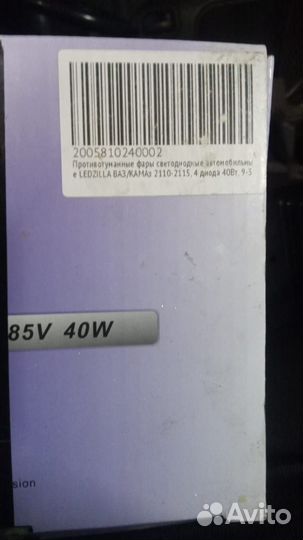 2005810240002
Противотуманные фары светодиодные автомобильны
е LEDZILLA ВАЗ/КАМАз 2110-2115, 4 диода 40Вт, 9-3
85V 40W
sion
Avito